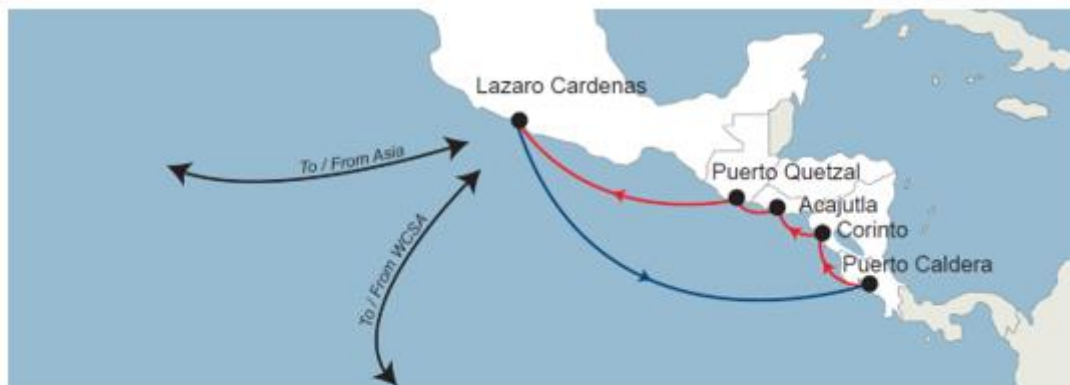 Lazaro Cardenas
To / From Asia
Puerto Quetzal
Acajutla
Corinto
To / From WCSA
Puerto Caldera